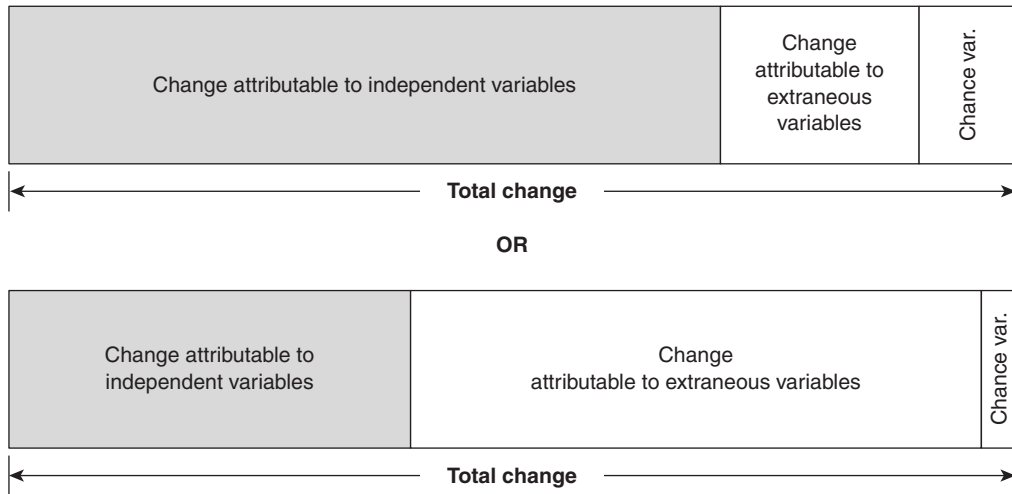 Change attributable to independent variables
Change
attributable to
extraneous
variables
Chance var.
Total change
OR
Change attributable to
independent variables
Change
attributable to extraneous variables
Chance var.
Total change